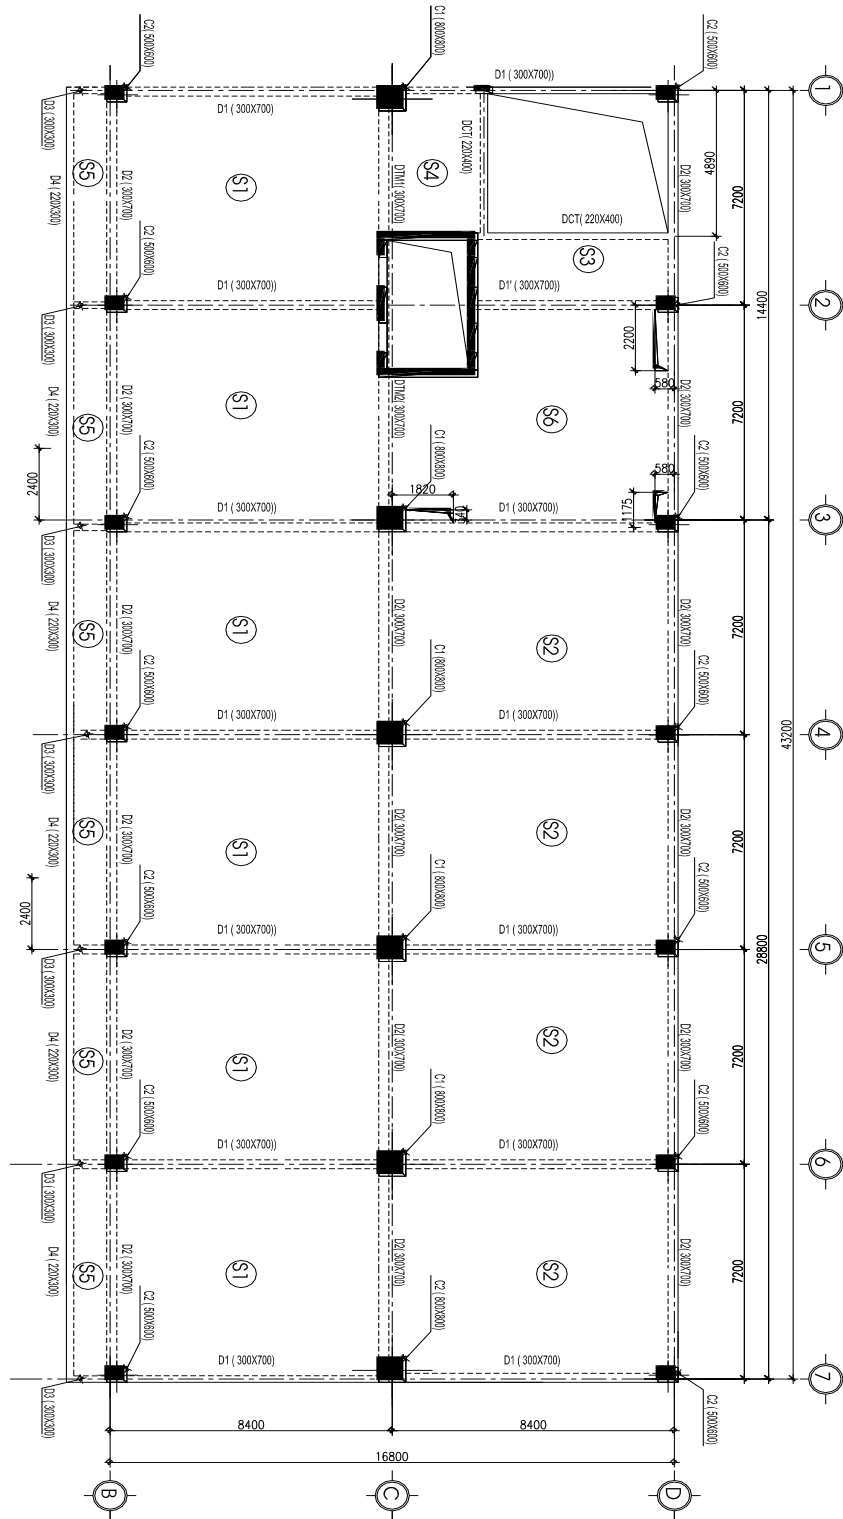 C2 ( 500X600)
C1 ( 800X800)
C2 ( 500X600)
D1 ( 300X700))
1
D3 ( 300X300)
D1 ( 300X700)
DCT( 220X400)
4890
S5
D4 ( 220X300)
D2 ( 300X700)
S1
S4
DTM1( 300X700)
D2( 300X700)
7200
DCT( 220X400)
C2 ( 500X600)
S3
C2 ( 500X600)
D1 ( 300X700))
D1' ( 300X700))
14400
2
D3 ( 300X300)
2200
580
D4 ( 220X300)
S5
D2 ( 300X700)
S1
DTM2( 300X700)
S6
D2( 300X700)
7200
2400
C2 ( 500X600)
C1 ( 800X800)
1820
580
C2 ( 500X600)
D1 ( 300X700))
140
D1 ( 300X700))
1175
3
D3 ( 300X300)
D4 ( 220X300)
S5
D2 ( 300X700)
S1
D2( 300X700)
S2
D2( 300X700)
7200
C2 ( 500X600)
C1 (800X800)
C2 ( 500X600)
D1 ( 300X700))
D1 ( 300X700))
43200
4
D3 ( 300X300)
D4 ( 220X300)
S5
D2 ( 300X700)
S1
D2( 300X700)
S2
D2( 300X700)
7200
2400
C2 ( 500X600)
C1 ( 800X800)
C2 ( 500X600)
D1 ( 300X700))
D1 ( 300X700))
28800
5
D3 ( 300X300)
D4 ( 220X300)
S5
D2 ( 300X700)
S1
D2( 300X700)
S2
D2( 300X700)
7200
C2 ( 500X600)
C1 ( 800X800)
C2 ( 500X600)
D1 ( 300X700))
D1 ( 300X700))
6
D3 ( 300X300)
D4 ( 220X300)
S5
D2 ( 300X700)
S1
D2( 300X700)
S2
D2( 300X700)
7200
C2 ( 500X600)
C2 ( 800X800)
D1 ( 300X700)
D1 ( 300X700)
7
D3 ( 300X300)
C2 ( 500X600)
8400
8400
16800
B
C
D